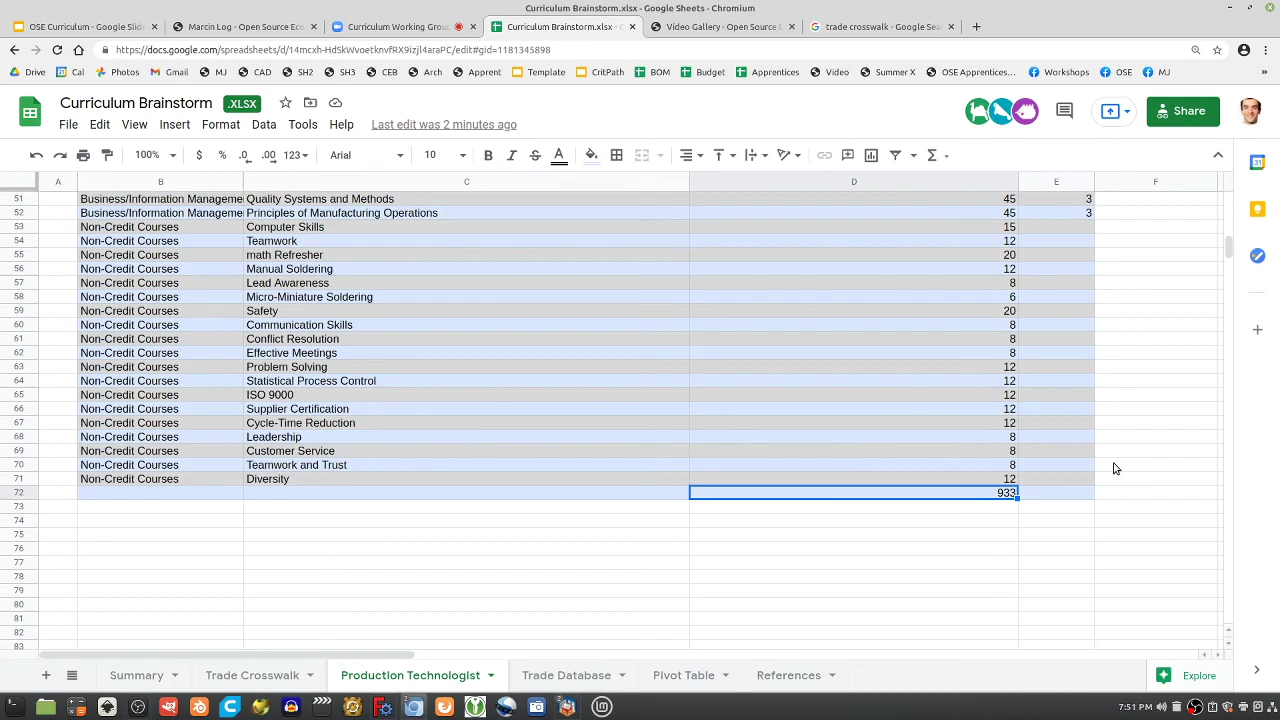 Curriculum Brainstorm.xlsx - Google Sheets - Chromium
OSE Curriculum - Google Slide
Marcin Log - Open Source Eco
Curriculum Working Grou
Curriculum Brainstorm.xlsx - G
Video Gallery - Open Source E
trade crosswalk - Google Sea
https://docs.google.com/spreadsheets/d/14mcxh-HdSkWvoetknvfRX9izjl4araPC/edit#gid=1181345898
Drive Cal Photos Gmail MJ CAD SH2 SH3 CEB Arch Apprent Template CritPath BOM Budget Apprentices Video Summer X OSE Apprentices... Workshops OSE MJ »
Curriculum Brainstorm .XLSX
Share
File Edit View Insert Format Data Tools Help Last edit was 2 minutes ago
100% $ % .0 .00 123 Arial 10 B I S A Σ
A B C D E F
51 Business/Information Manageme Quality Systems and Methods 45 3
52 Business/Information Manageme Principles of Manufacturing Operations 45 3
53 Non-Credit Courses Computer Skills 15
54 Non-Credit Courses Teamwork 12
55 Non-Credit Courses math Refresher 20
56 Non-Credit Courses Manual Soldering 12
57 Non-Credit Courses Lead Awareness 8
58 Non-Credit Courses Micro-Miniature Soldering 6
59 Non-Credit Courses Safety 20
60 Non-Credit Courses Communication Skills 8
61 Non-Credit Courses Conflict Resolution 8
62 Non-Credit Courses Effective Meetings 8
63 Non-Credit Courses Problem Solving 12
64 Non-Credit Courses Statistical Process Control 12
65 Non-Credit Courses ISO 9000 12
66 Non-Credit Courses Supplier Certification 12
67 Non-Credit Courses Cycle-Time Reduction 12
68 Non-Credit Courses Leadership 8
69 Non-Credit Courses Customer Service 8
70 Non-Credit Courses Teamwork and Trust 8
71 Non-Credit Courses Diversity 12
72 933
73
74
75
76
77
78
79
80
81
82
83
Summary Trade Crosswalk Production Technologist Trade Database Pivot Table References Explore
7:51 PM